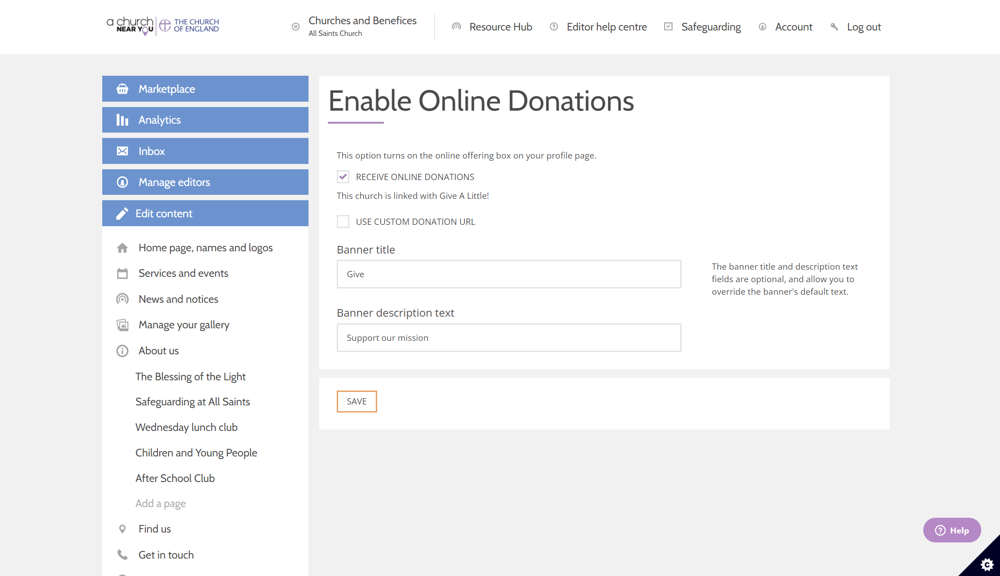 a church
NEAR YOU
THE CHURCH
OF ENGLAND
Churches and Benefices
All Saints Church
Resource Hub
Editor help centre
Safeguarding
Account
Log out
Marketplace
Analytics
Inbox
Manage editors
Edit content
Home page, names and logos
Services and events
News and notices
Manage your gallery
About us
The Blessing of the Light
Safeguarding at All Saints
Wednesday lunch club
Children and Young People
After School Club
Add a page
Find us
Get in touch
Enable Online Donations
This option turns on the online offering box on your profile page.
RECEIVE ONLINE DONATIONS
This church is linked with Give A Little!
USE CUSTOM DONATION URL
Banner title
Give
The banner title and description text
fields are optional, and allow you to
override the banner's default text.
Banner description text
Support our mission
SAVE
Help